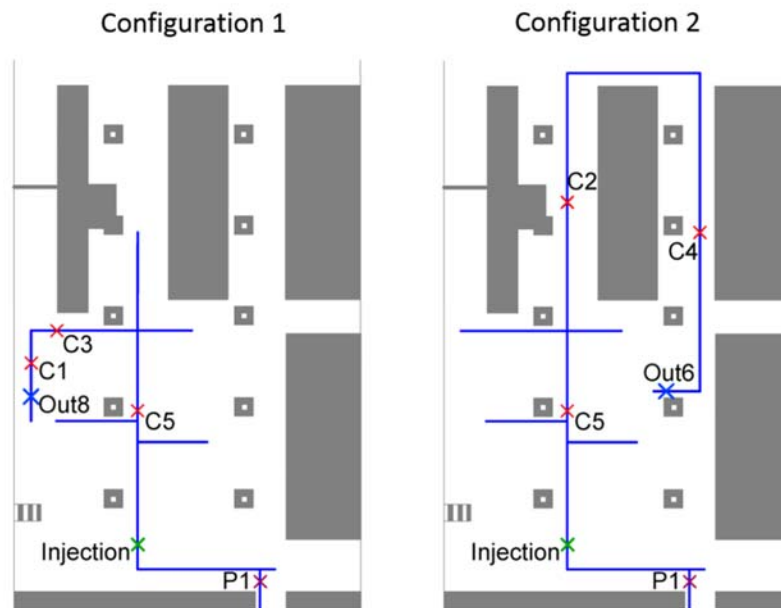 Configuration 1
Configuration 2
C2
C4
C3
C1
Out6
Out8
C5
C5
Injection
Injection
P1
P1